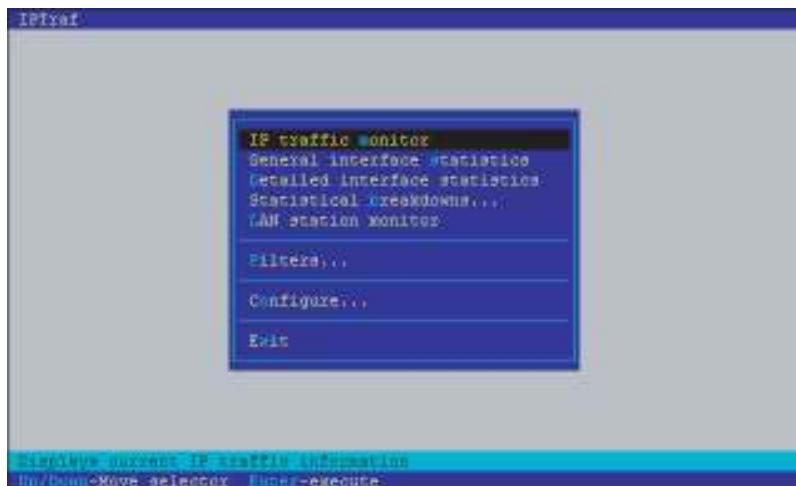 IPTraf
IP traffic monitor
General interface statistics
Detailed interface statistics
Statistical breakdowns...
LAN station monitor
Filters...
Configure...
Exit
Displays current IP traffic information
Up/Down-Move selector  Enter-execute